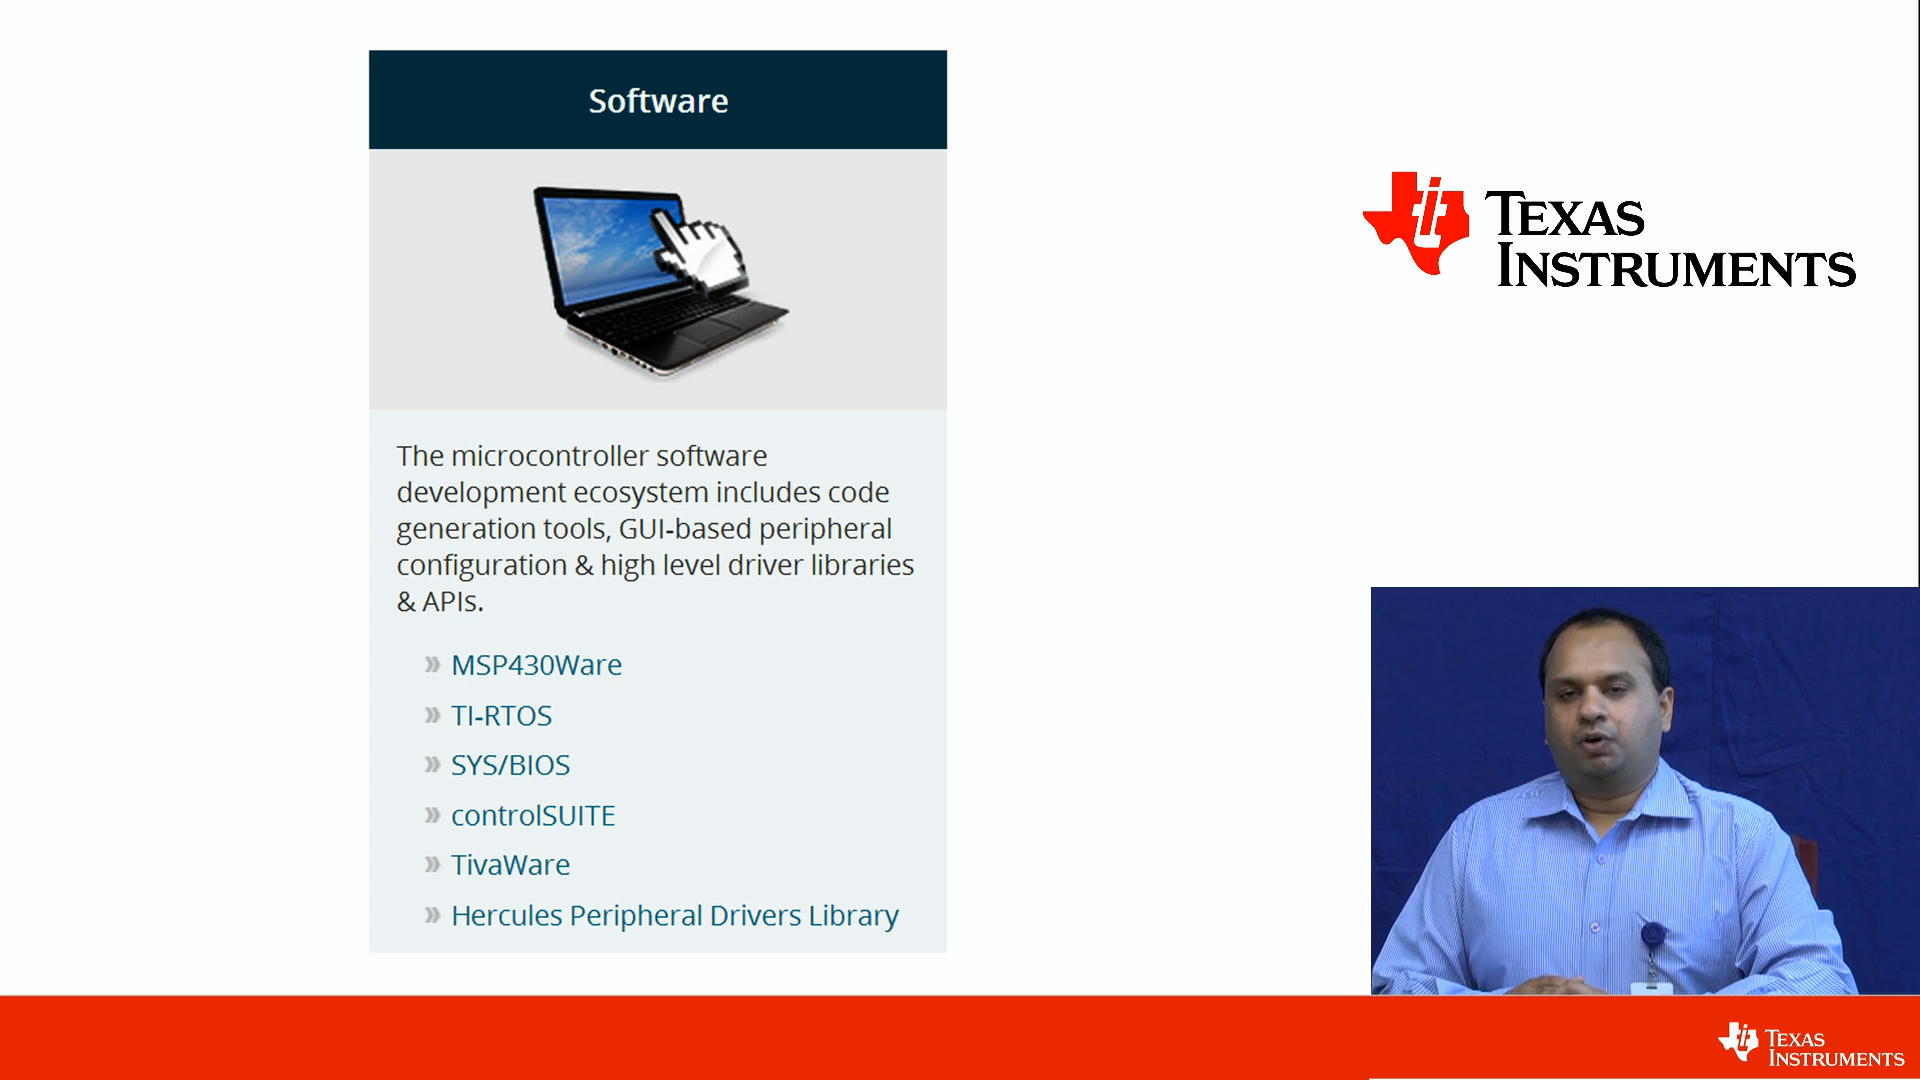 Software
The microcontroller software
development ecosystem includes code
generation tools, GUI-based peripheral
configuration & high level driver libraries
& APIs.
» MSP430Ware
» TI-RTOS
» SYS/BIOS
» controlSUITE
» TivaWare
» Hercules Peripheral Drivers Library
TEXAS
INSTRUMENTS
TEXAS
INSTRUMENTS